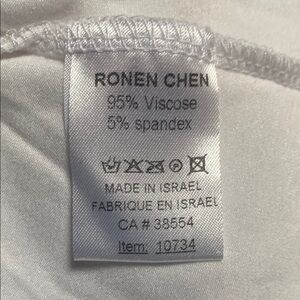 RONEN CHEN
95% Viscose
5% spandex
MADE IN ISRAEL
FABRIQUE EN ISRAEL
CA # 38554
Item: 10734